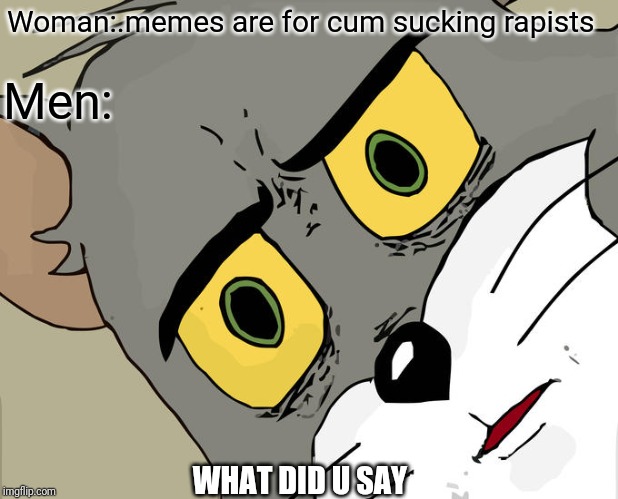 Woman:.memes are for cum sucking rapists
Men:
WHAT DID U SAY
imgflip.com